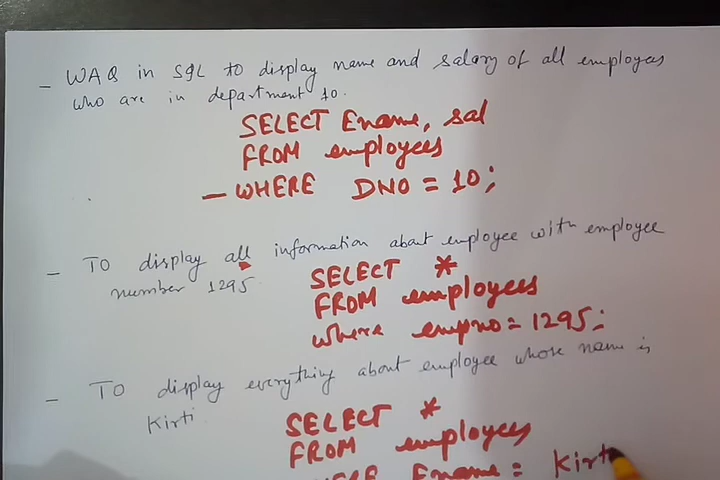 - WAQ in SQL to display name and salary of all employees
who are in department 10.
SELECT Ename, sal
FROM employees
- WHERE DNO = 10;
- TO display all information about employee with employee
number 1295.
SELECT *
FROM employees
where empno = 1295;
- TO display everything about employee whose name is
Kirti
SELECT *
FROM employees
WHERE Ename = Kirt